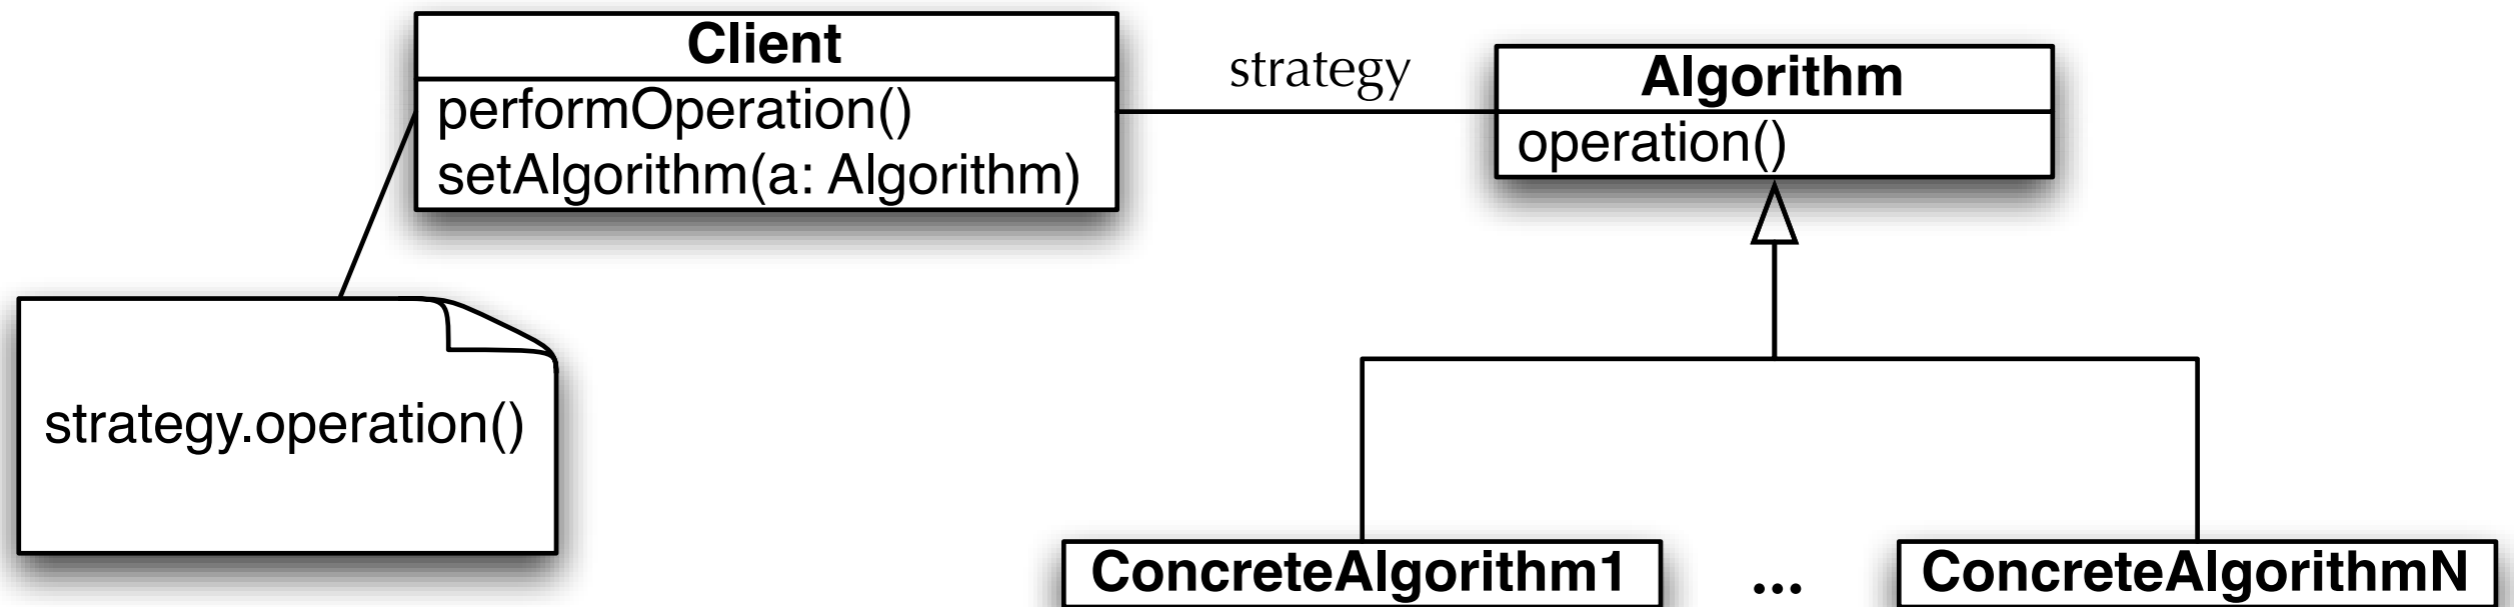 Client
performOperation()
setAlgorithm(a: Algorithm)
strategy
Algorithm
operation()
strategy.operation()
ConcreteAlgorithm1
...
ConcreteAlgorithmN